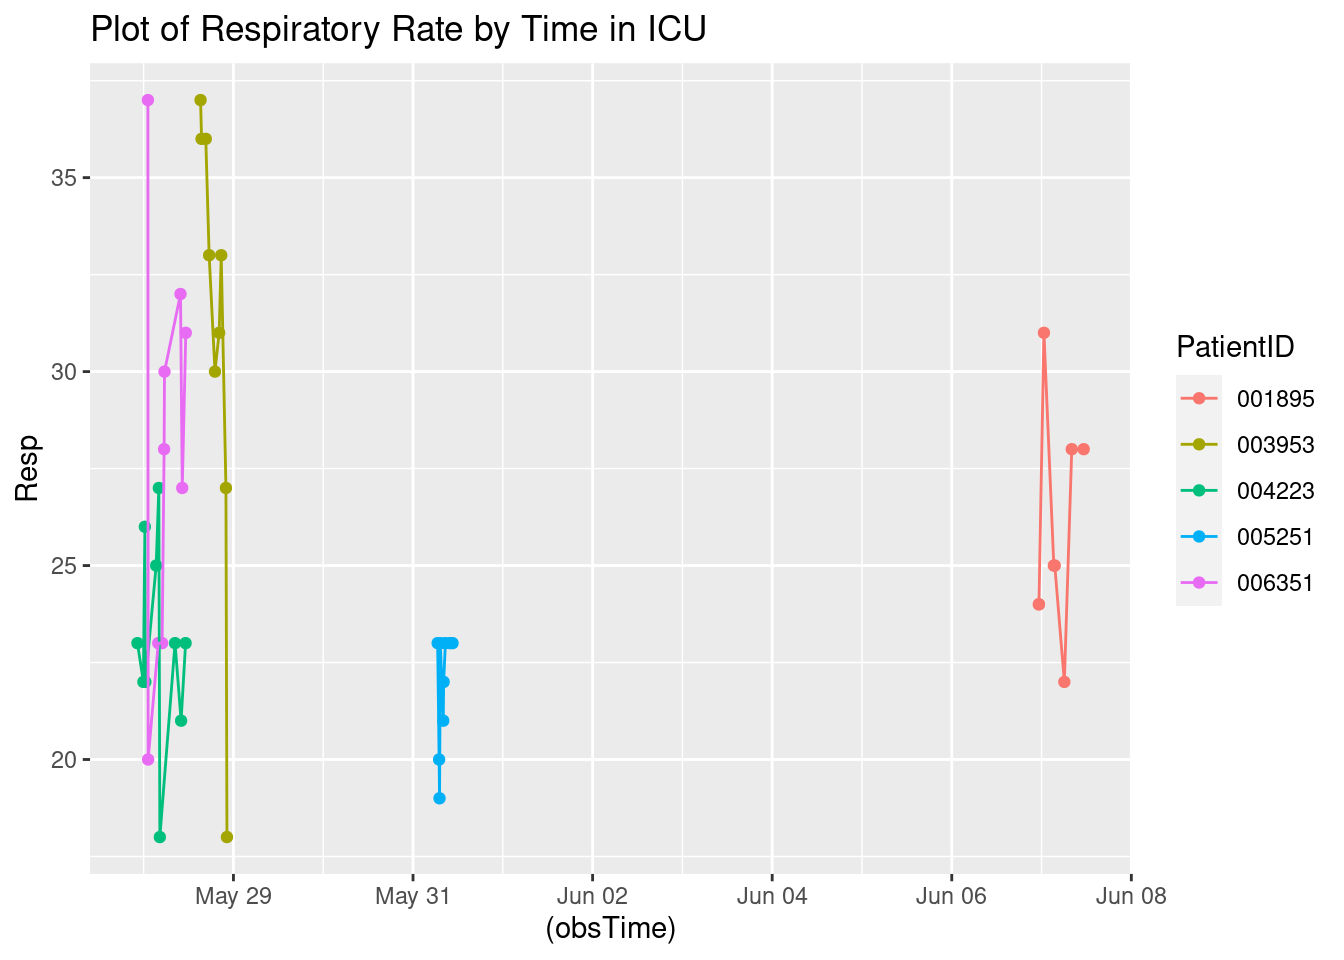 Plot of Respiratory Rate by Time in ICU
35
30
25
20
Resp
May 29
May 31
Jun 02
Jun 04
Jun 06
Jun 08
(obsTime)
PatientID
001895
003953
004223
005251
006351